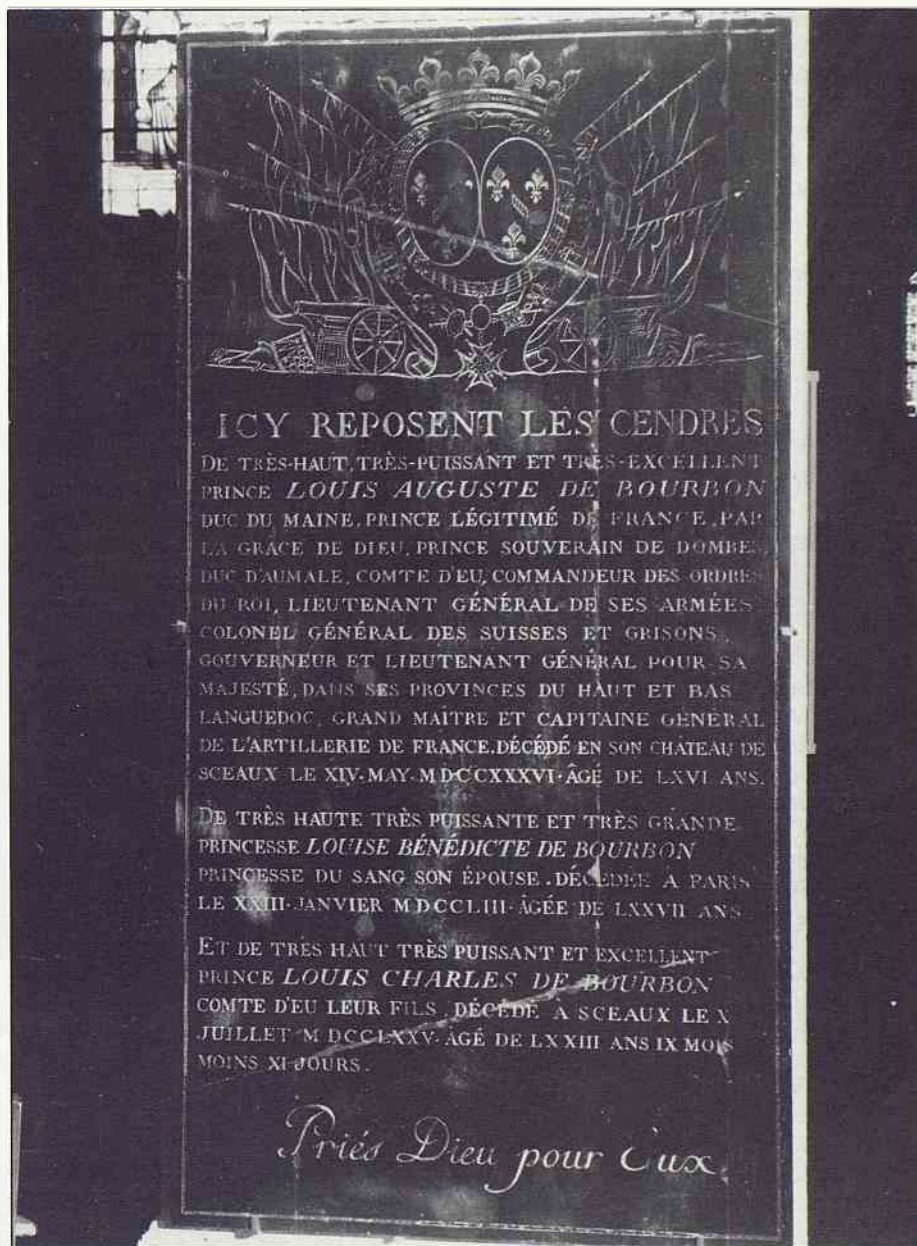 ICY REPOSENT LES CENDRES
DE TRÈS-HAUT, TRÈS-PUISSANT ET TRÈS-EXCELLENT
PRINCE LOUIS AUGUSTE DE BOURBON
DUC DU MAINE, PRINCE LÉGITIMÉ DE FRANCE, PAR
LA GRACE DE DIEU, PRINCE SOUVERAIN DE DOMBES,
DUC D'AUMALE, COMTE D'EU, COMMANDEUR DES ORDRES
DU ROI, LIEUTENANT GÉNÉRAL DE SES ARMÉES
COLONEL GÉNÉRAL DES SUISSES ET GRISONS,
GOUVERNEUR ET LIEUTENANT GÉNÉRAL POUR SA
MAJESTÉ, DANS SES PROVINCES DU HAUT ET BAS
LANGUEDOC, GRAND MAÎTRE ET CAPITAINE GÉNÉRAL
DE L'ARTILLERIE DE FRANCE. DÉCÉDÉ EN SON CHÂTEAU DE
SCEAUX LE XIV·MAY·MDCCXXXVI·ÂGÉ DE LXVI ANS.
DE TRÈS HAUTE TRÈS PUISSANTE ET TRÈS GRANDE
PRINCESSE LOUISE BÉNÉDICTE DE BOURBON
PRINCESSE DU SANG SON ÉPOUSE. DÉCÉDÉE A PARIS
LE XXIII·JANVIER MDCCLIII·ÂGÉE DE LXXVII ANS
ET DE TRÈS HAUT TRÈS PUISSANT ET EXCELLENT
PRINCE LOUIS CHARLES DE BOURBON
COMTE D'EU LEUR FILS, DÉCÉDÉ A SCEAUX LE X
JUILLET MDCCLXXV·ÂGÉ DE LXXIII ANS IX MOIS
MOINS XI JOURS.
Priés Dieu pour Eux.